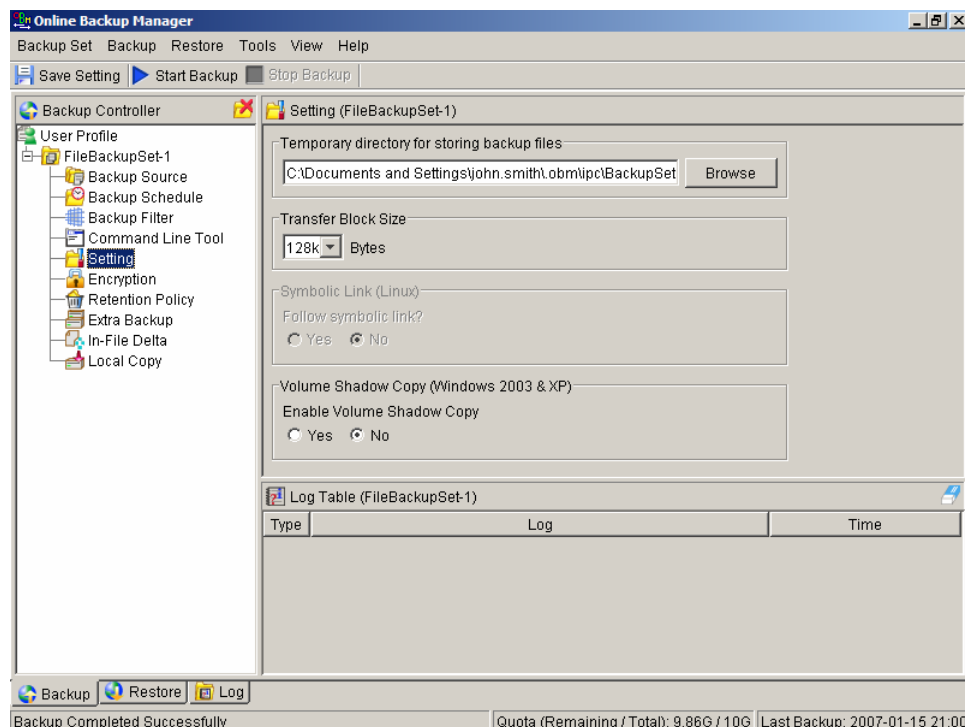 Online Backup Manager
Backup Set Backup Restore Tools View Help
Save Setting Start Backup Stop Backup
Backup Controller
User Profile
FileBackupSet-1
Backup Source
Backup Schedule
Backup Filter
Command Line Tool
Setting
Encryption
Retention Policy
Extra Backup
In-File Delta
Local Copy
Setting (FileBackupSet-1)
Temporary directory for storing backup files
C:\Documents and Settings\john.smith\.obm\ipc\BackupSet
Browse
Transfer Block Size
128k Bytes
Symbolic Link (Linux)
Follow symbolic link?
Yes No
Volume Shadow Copy (Windows 2003 & XP)
Enable Volume Shadow Copy
Yes No
Log Table (FileBackupSet-1)
Type Log Time
Backup Restore Log
Backup Completed Successfully
Quota (Remaining / Total): 9.86G / 10G
Last Backup: 2007-01-15 21:00